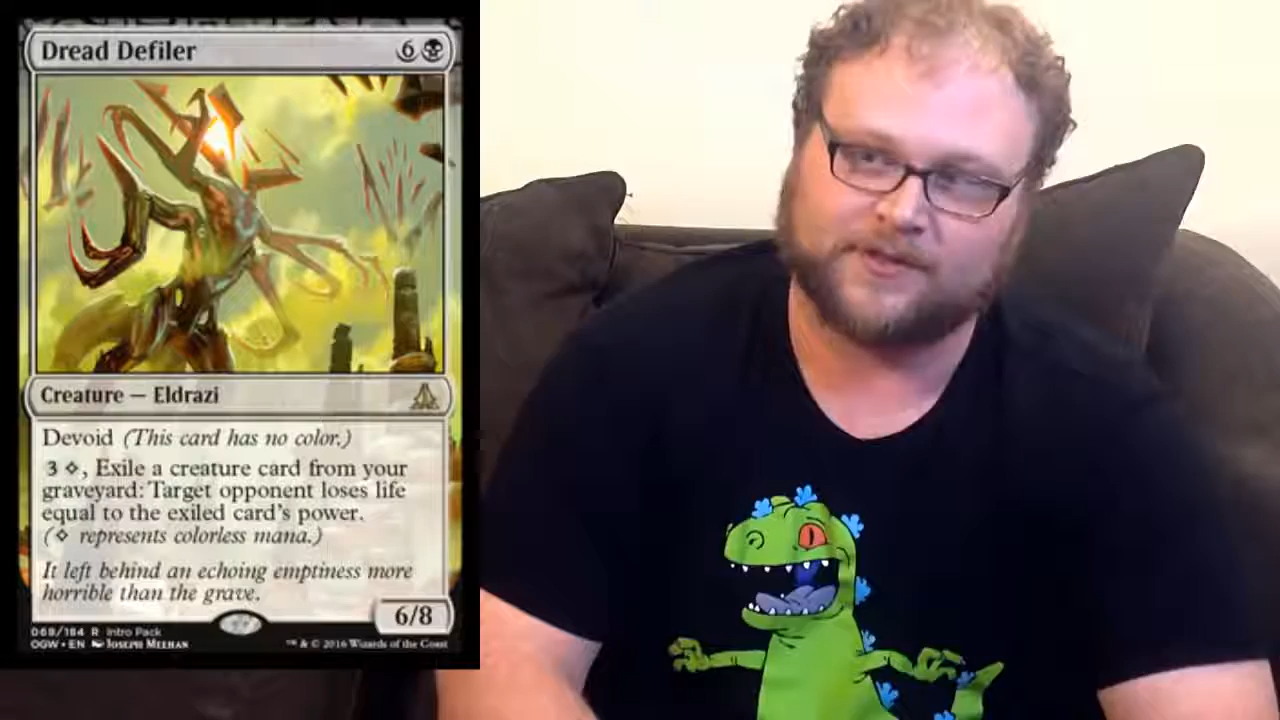 Dread Defiler 6
Creature — Eldrazi
Devoid (This card has no color.)
3 ◇, Exile a creature card from your
graveyard: Target opponent loses life
equal to the exiled card's power.
(◇ represents colorless mana.)
It left behind an echoing emptiness more
horrible than the grave.
6/8
068/184 R Intro Pack
OGW • EN Joseph Meehan
™ & © 2016 Wizards of the Coast